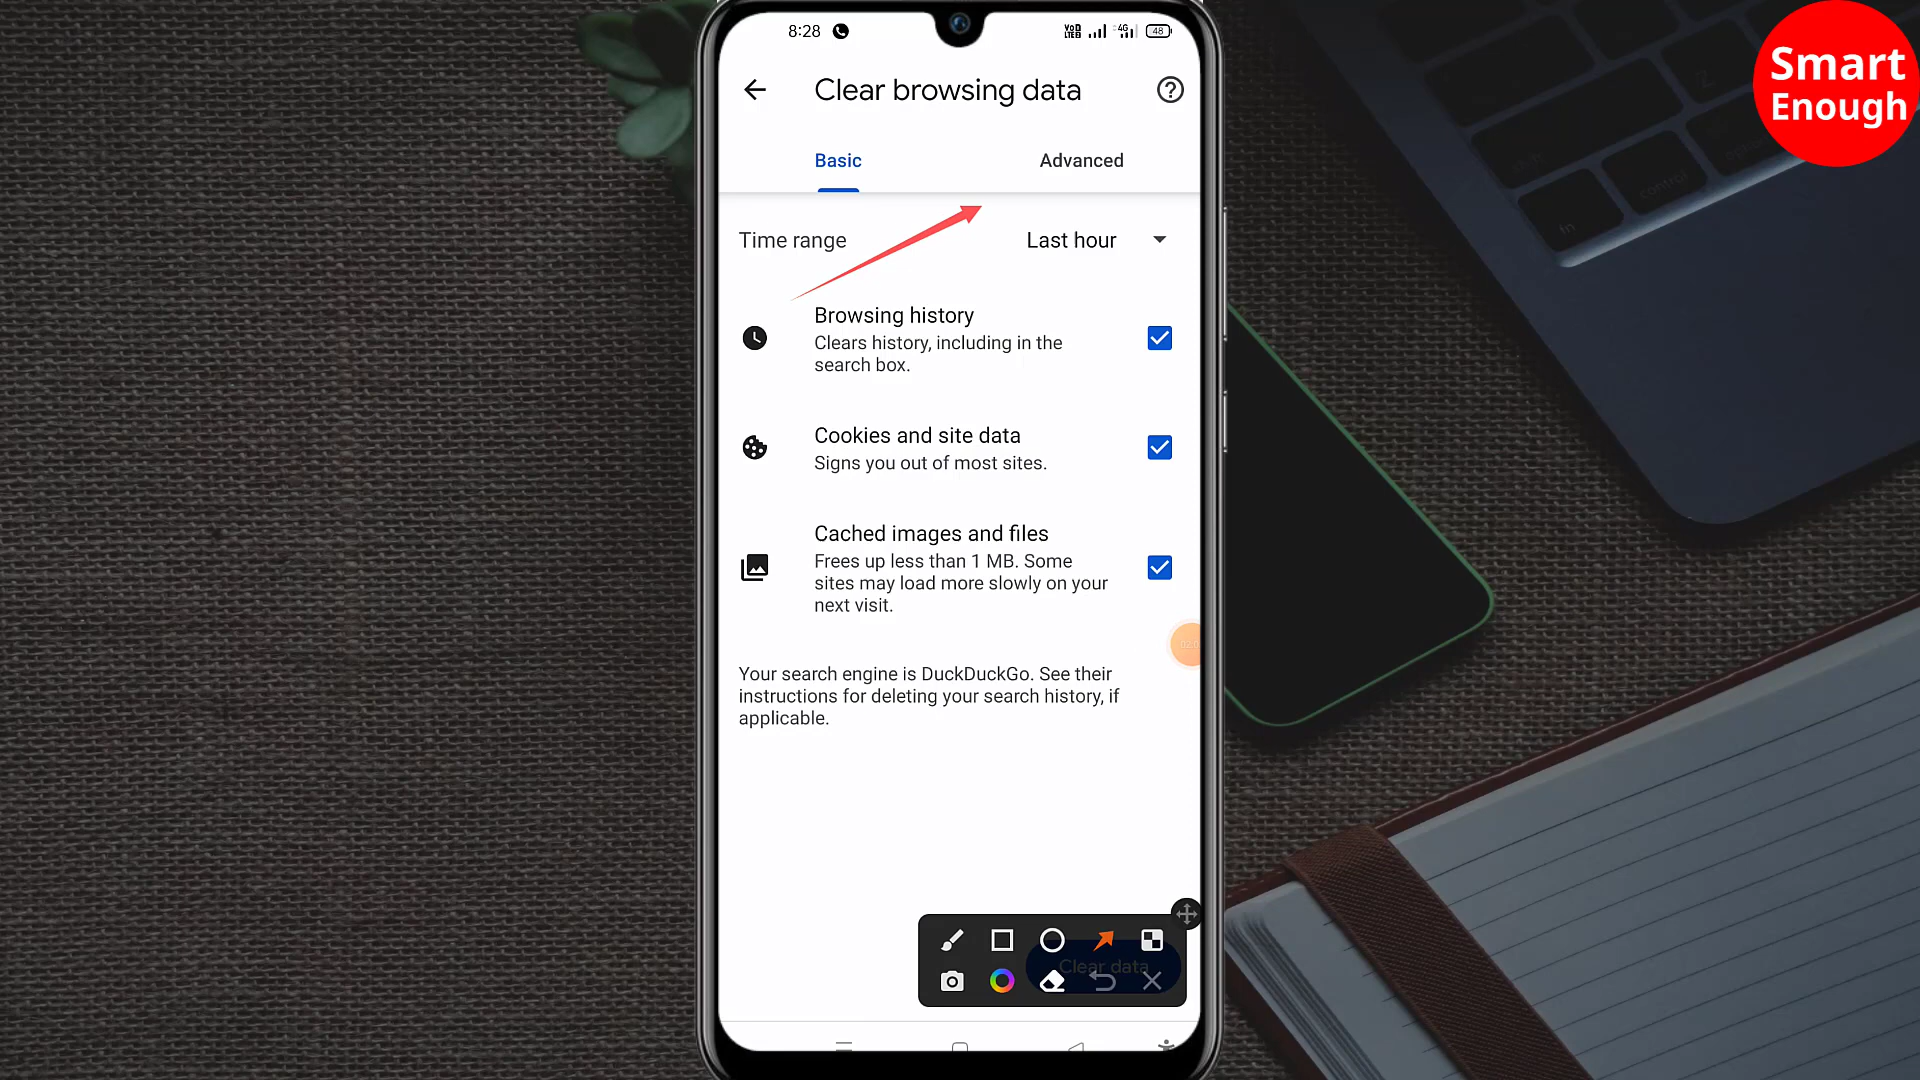 Smart
Enough
8:28
48
Clear browsing data
Basic
Advanced
Time range
Last hour
Browsing history
Clears history, including in the
search box.
Cookies and site data
Signs you out of most sites.
Cached images and files
Frees up less than 1 MB. Some
sites may load more slowly on your
next visit.
Your search engine is DuckDuckGo. See their
instructions for deleting your search history, if
applicable.
Clear data